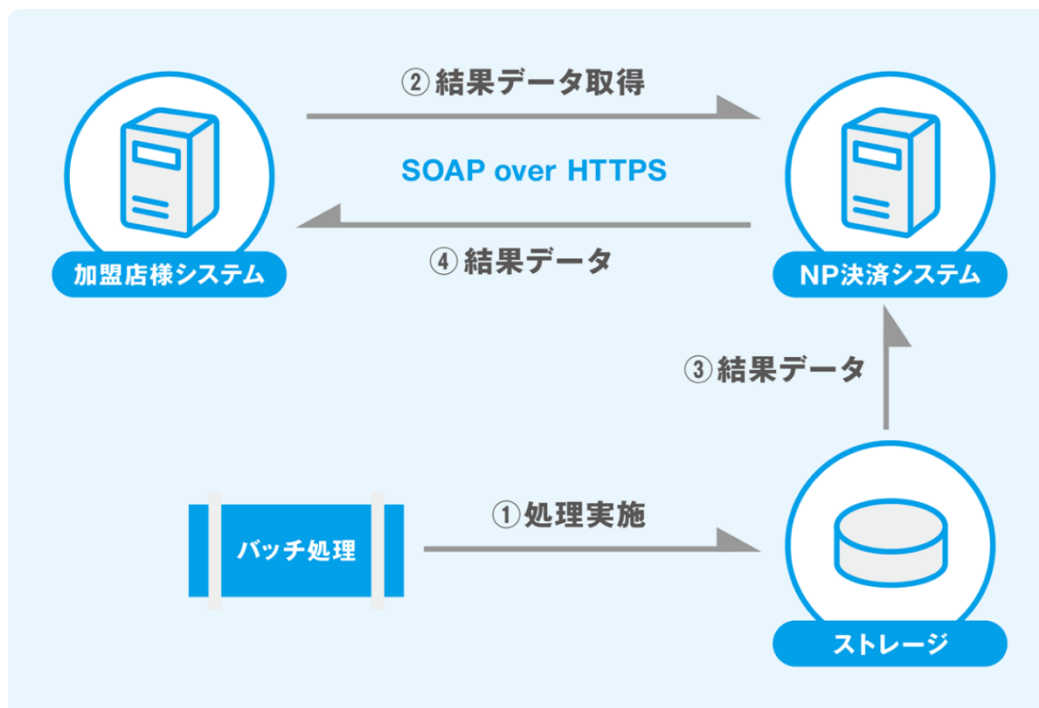 ②結果データ取得
SOAP over HTTPS
④結果データ
加盟店様システム
NP決済システム
③結果データ
①処理実施
バッチ処理
ストレージ